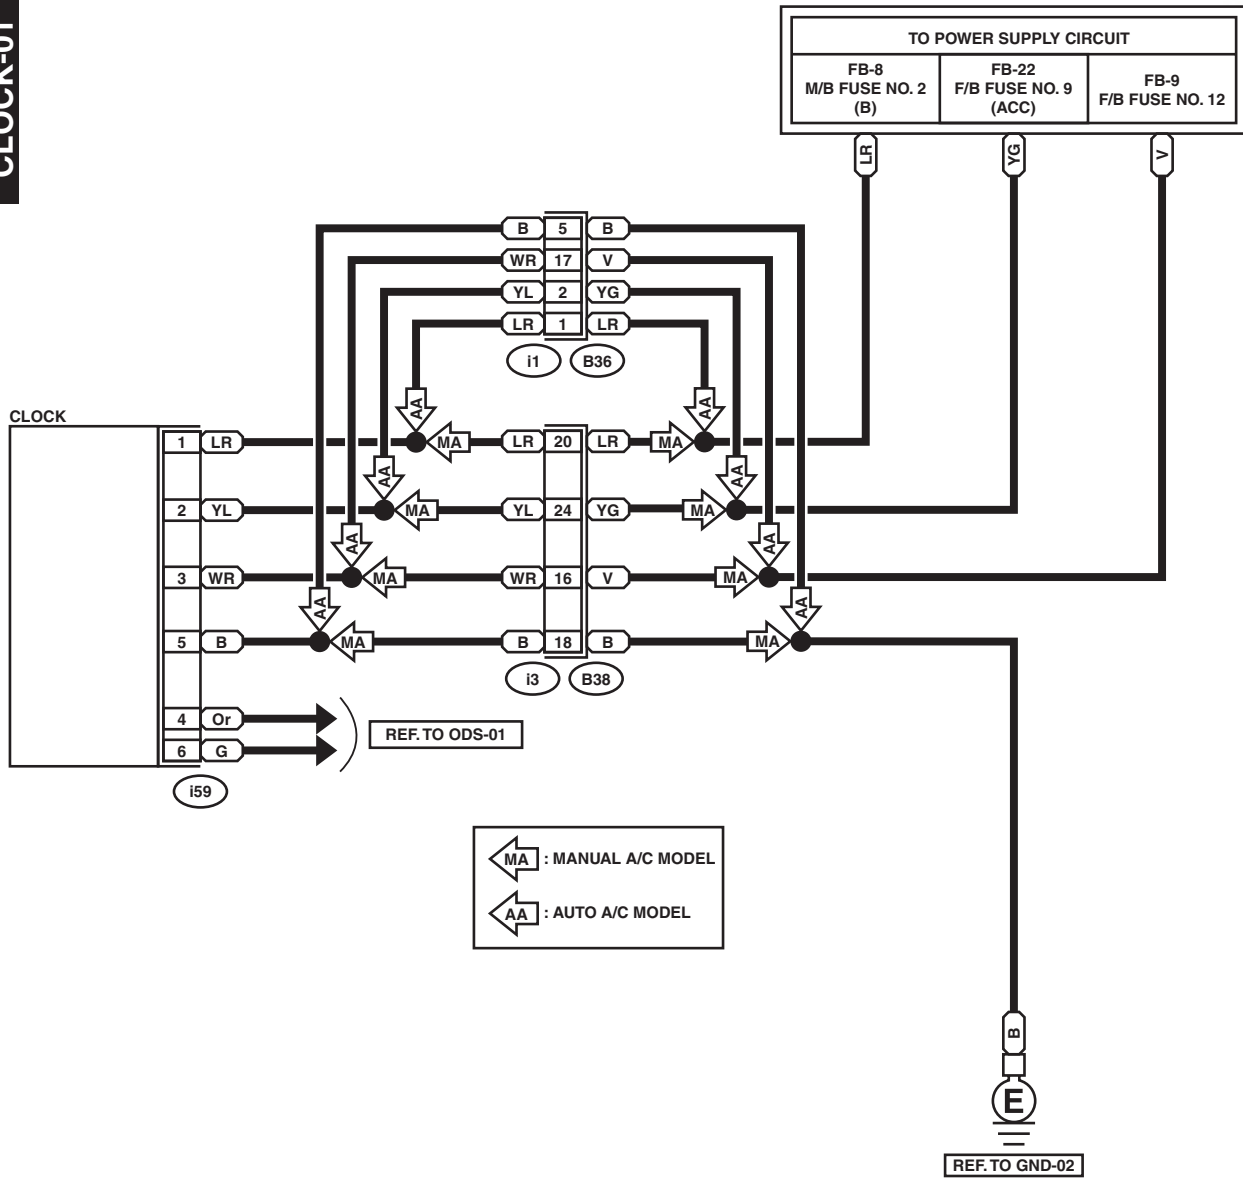 CLOCK-01
TO POWER SUPPLY CIRCUIT
FB-8
M/B FUSE NO. 2
(B)
FB-22
F/B FUSE NO. 9
(ACC)
FB-9
F/B FUSE NO. 12
LR
YG
V
B 5 B
WR 17 V
YL 2 YG
LR 1 LR
i1 B36
AA AA
CLOCK
1 LR MA LR 20 LR MA
AA AA
2 YL MA YL 24 YG MA
AA AA
3 WR MA WR 16 V MA
AA AA
5 B MA B 18 B MA
i3 B38
4 Or
6 G
REF. TO ODS-01
i59
MA : MANUAL A/C MODEL
AA : AUTO A/C MODEL
B
E
REF. TO GND-02